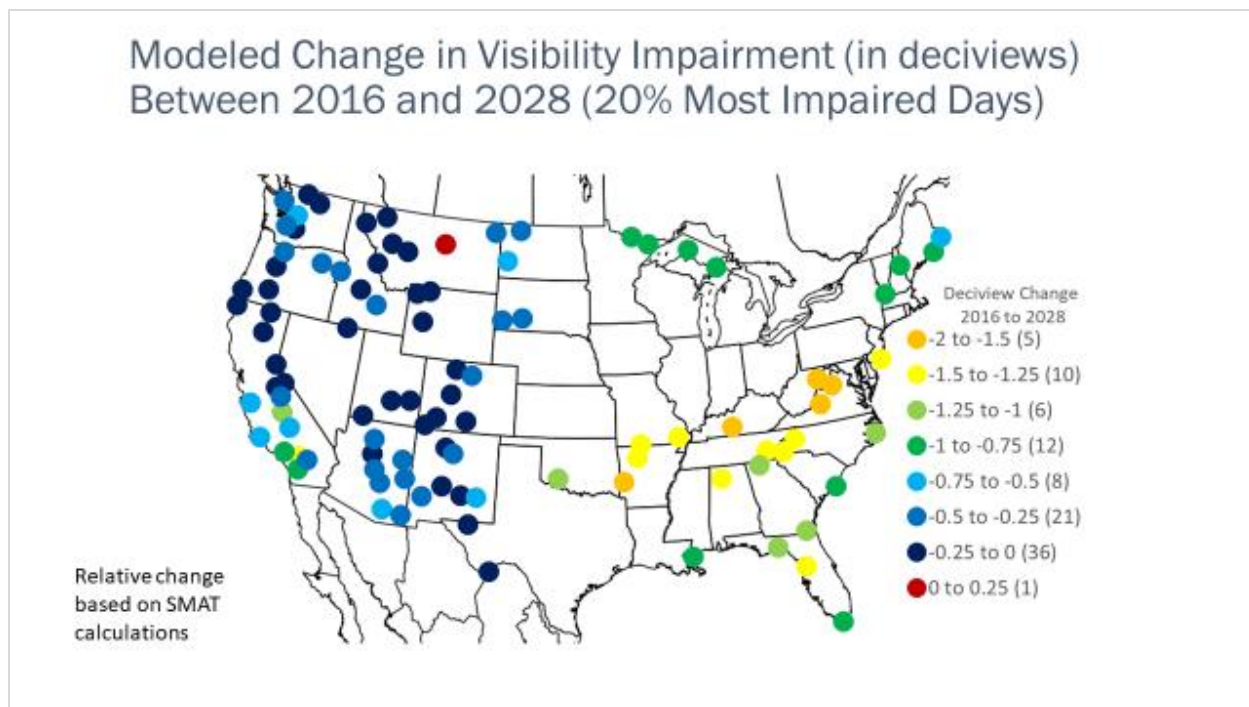 Modeled Change in Visibility Impairment (in deciviews)
Between 2016 and 2028 (20% Most Impaired Days)
Deciview Change
2016 to 2028
-2 to -1.5 (5)
-1.5 to -1.25 (10)
-1.25 to -1 (6)
-1 to -0.75 (12)
-0.75 to -0.5 (8)
-0.5 to -0.25 (21)
-0.25 to 0 (36)
0 to 0.25 (1)
Relative change
based on SMAT
calculations